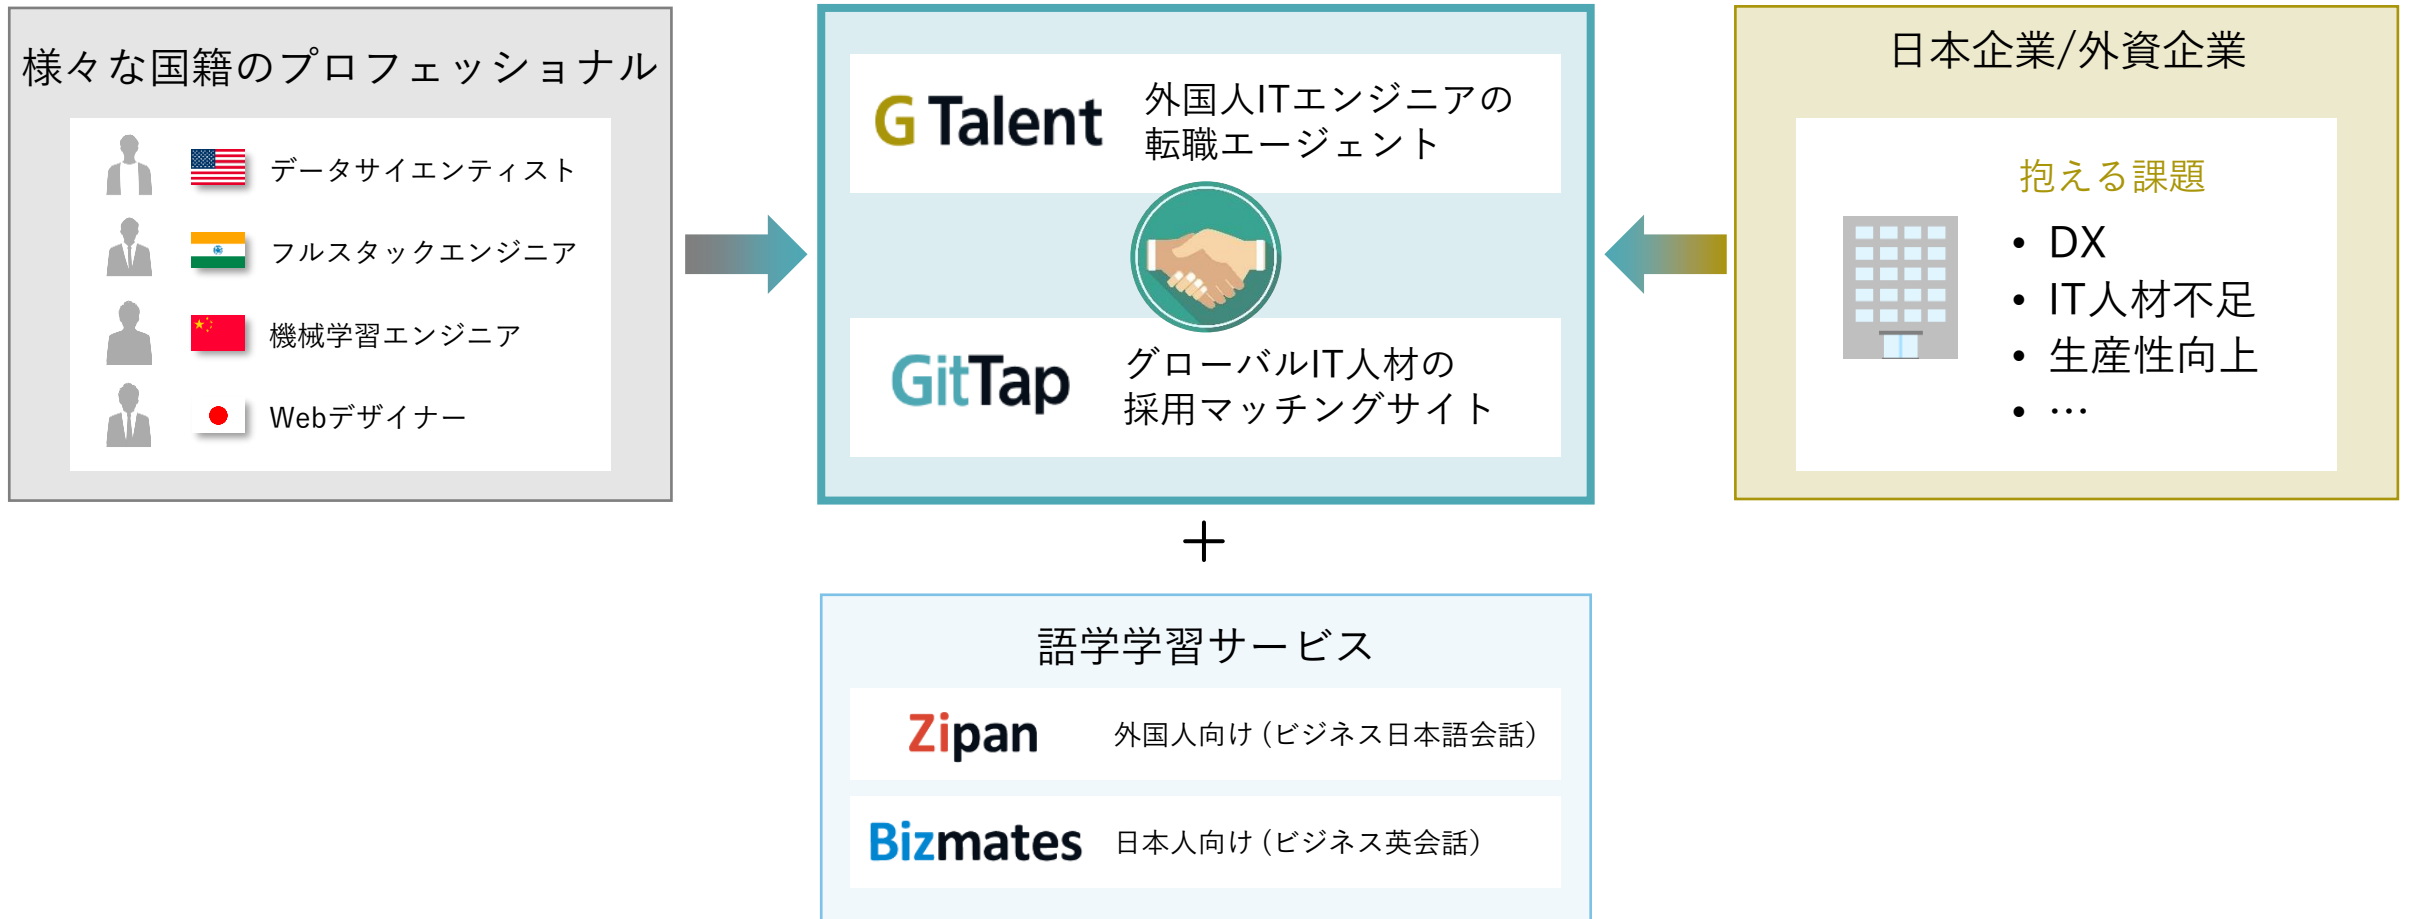 様々な国籍のプロフェッショナル
データサイエンティスト
フルスタックエンジニア
機械学習エンジニア
Webデザイナー
G Talent
外国人ITエンジニアの
転職エージェント
GitTap
グローバルIT人材の
採用マッチングサイト
日本企業/外資企業
抱える課題
• DX
• IT人材不足
• 生産性向上
• …
+
語学学習サービス
Zipan
外国人向け (ビジネス日本語会話)
Bizmates
日本人向け (ビジネス英会話)